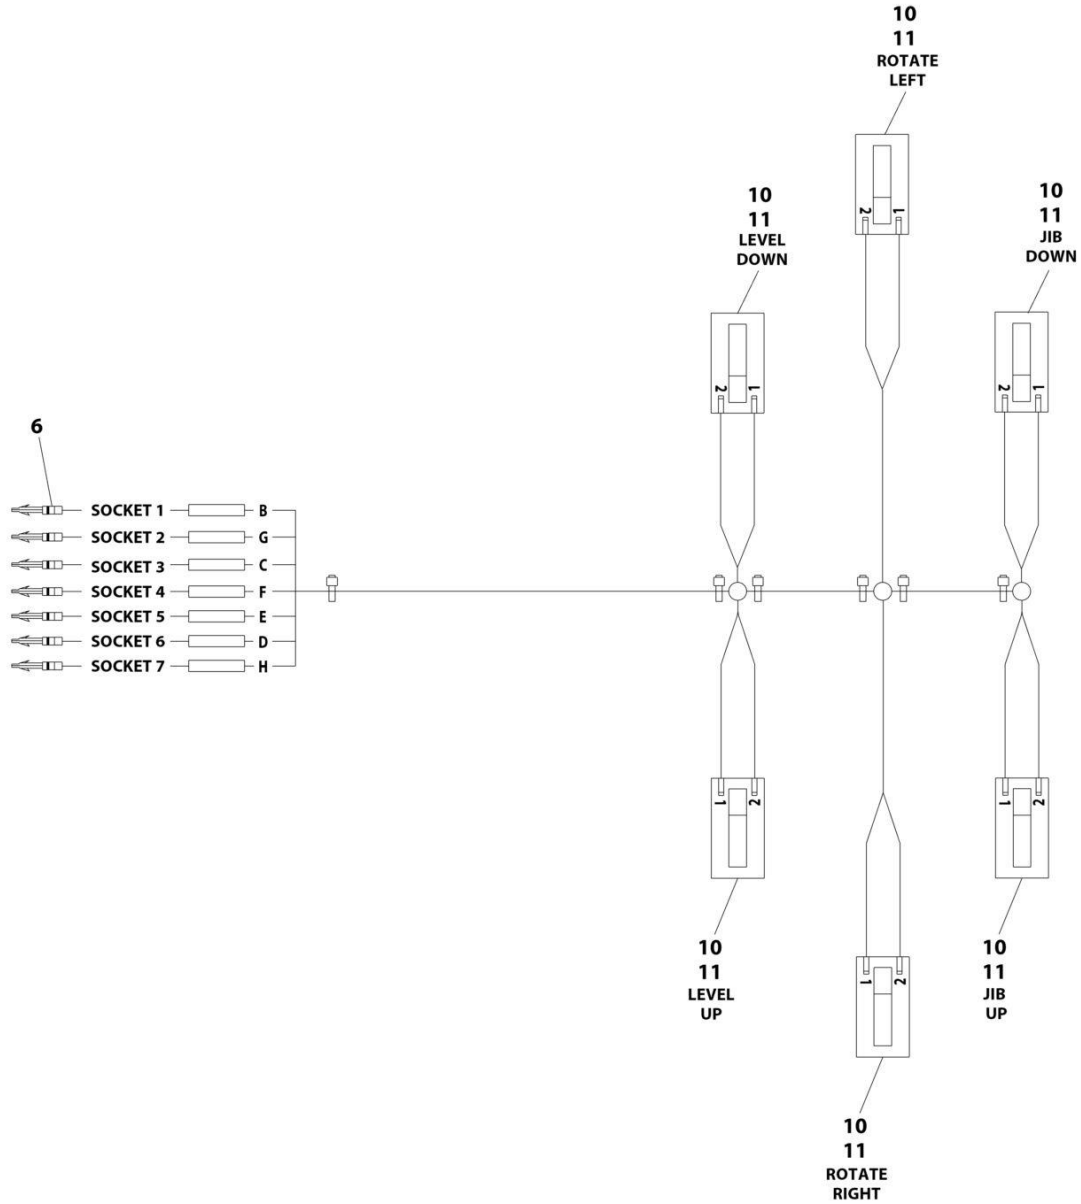 10
11
ROTATE
LEFT
2 1
10
11
LEVEL
DOWN
2 1
10
11
JIB
DOWN
2 1
6
SOCKET 1 B
SOCKET 2 G
SOCKET 3 C
SOCKET 4 F
SOCKET 5 E
SOCKET 6 D
SOCKET 7 H
1 2
10
11
LEVEL
UP
1 2
10
11
JIB
UP
1 2
10
11
ROTATE
RIGHT